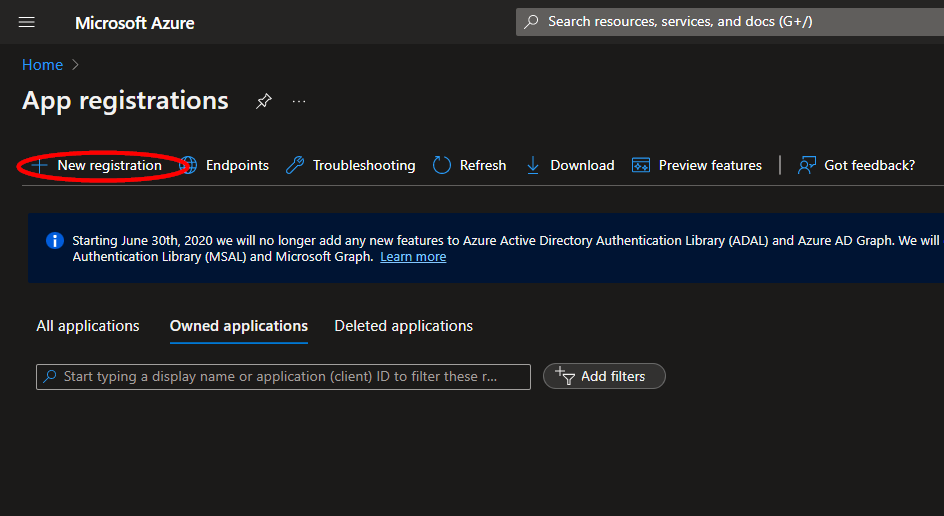 Microsoft Azure
Search resources, services, and docs (G+/)
Home
App registrations
New registration Endpoints Troubleshooting Refresh Download Preview features Got feedback?
Starting June 30th, 2020 we will no longer add any new features to Azure Active Directory Authentication Library (ADAL) and Azure AD Graph. We will
Authentication Library (MSAL) and Microsoft Graph. Learn more
All applications Owned applications Deleted applications
Start typing a display name or application (client) ID to filter these r... Add filters